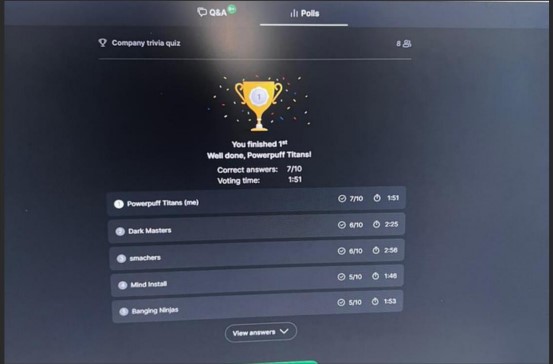 Q&A
Polls
Company trivia quiz 8
1
You finished 1st
Well done, Powerpuff Titans!
Correct answers: 7/10
Voting time: 1:51
1 Powerpuff Titans (me) 7/10 1:51
2 Dark Masters 6/10 2:25
3 smachers 6/10 2:56
4 Mind Install 5/10 1:48
5 Banging Ninjas 5/10 1:53
View answers